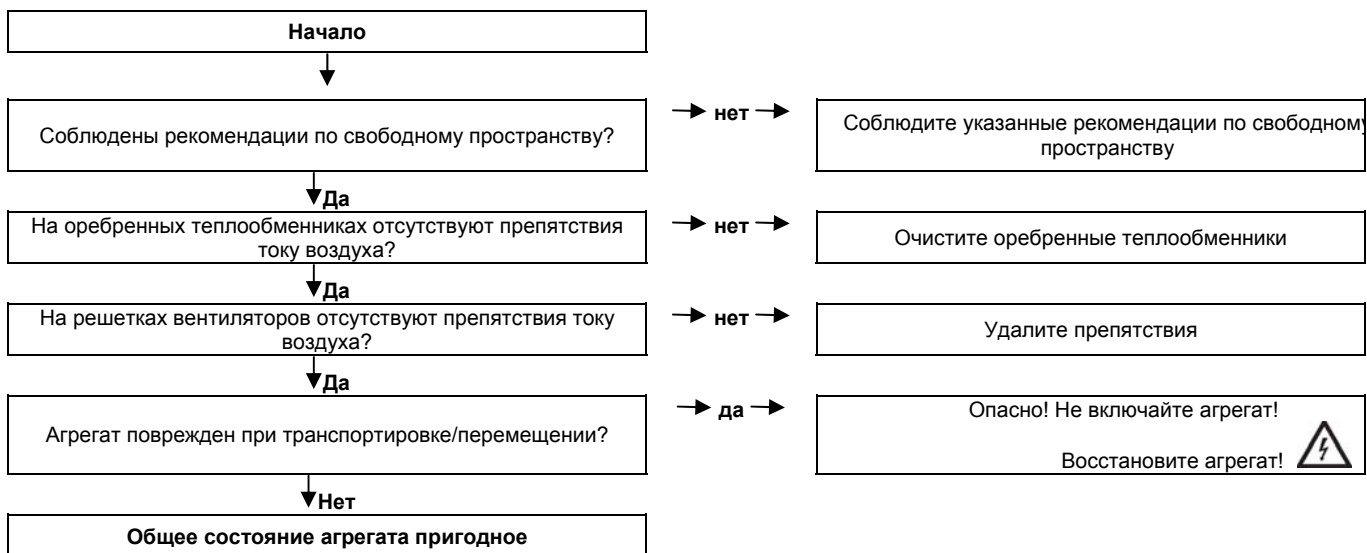 Начало
Соблюдены рекомендации по свободному пространству?
нет
Соблюдите указанные рекомендации по свободному
пространству
Да
На оребренных теплообменниках отсутствуют препятствия
току воздуха?
нет
Очистите оребренные теплообменники
Да
На решетках вентиляторов отсутствуют препятствия току
воздуха?
нет
Удалите препятствия
Да
Агрегат поврежден при транспортировке/перемещении?
да
Опасно! Не включайте агрегат!
Восстановите агрегат!
Нет
Общее состояние агрегата пригодное